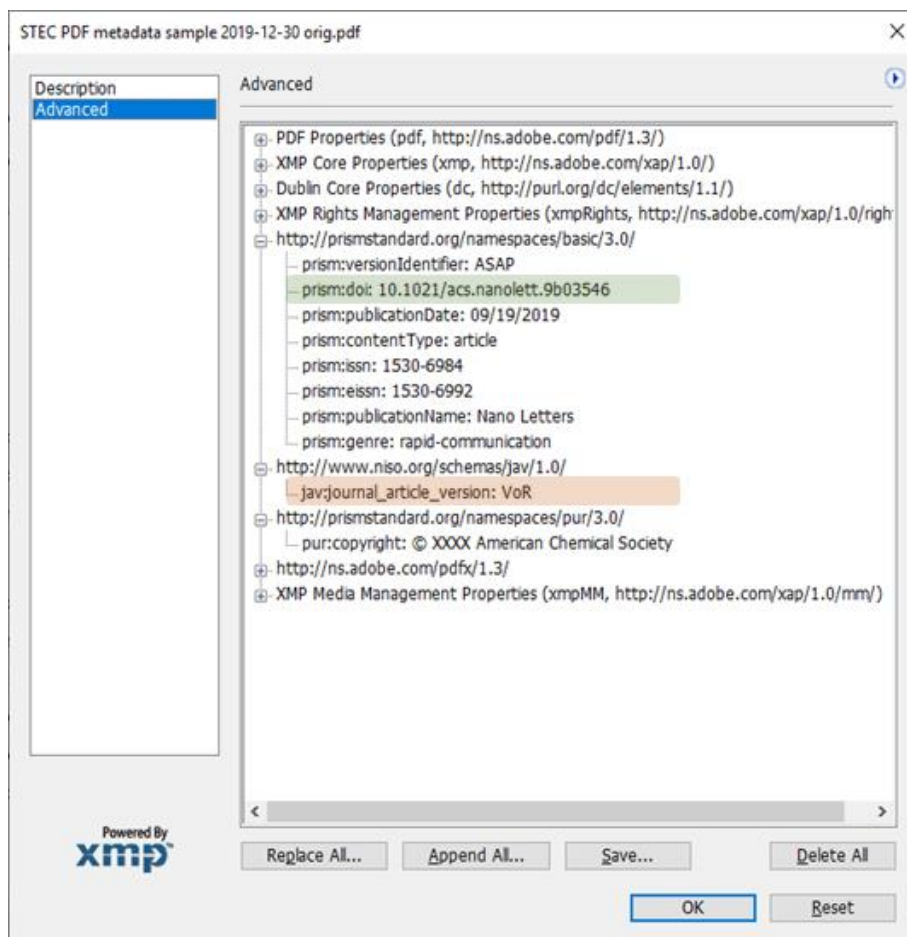 STEC PDF metadata sample 2019-12-30 orig.pdf
Description
Advanced
Advanced
PDF Properties (pdf, http://ns.adobe.com/pdf/1.3/)
XMP Core Properties (xmp, http://ns.adobe.com/xap/1.0/)
Dublin Core Properties (dc, http://purl.org/dc/elements/1.1/)
XMP Rights Management Properties (xmpRights, http://ns.adobe.com/xap/1.0/righ
http://prismstandard.org/namespaces/basic/3.0/
prism:versionIdentifier: ASAP
prism:doi: 10.1021/acs.nanolett.9b03546
prism:publicationDate: 09/19/2019
prism:contentType: article
prism:issn: 1530-6984
prism:eissn: 1530-6992
prism:publicationName: Nano Letters
prism:genre: rapid-communication
http://www.niso.org/schemas/jav/1.0/
jav:journal_article_version: VoR
http://prismstandard.org/namespaces/pur/3.0/
pur:copyright: © XXXX American Chemical Society
http://ns.adobe.com/pdfx/1.3/
XMP Media Management Properties (xmpMM, http://ns.adobe.com/xap/1.0/mm/)
Powered By
xmp
Replace All... Append All... Save... Delete All
OK Reset